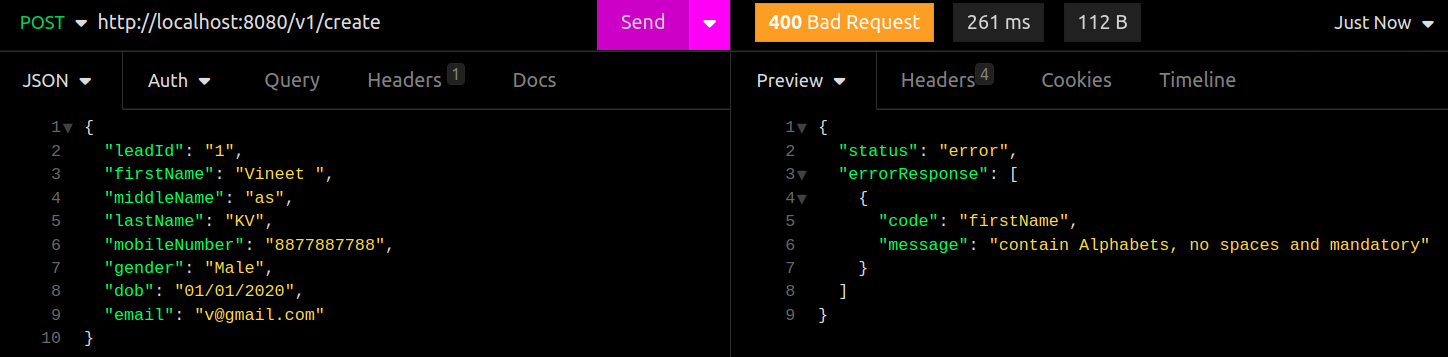 POST http://localhost:8080/v1/create Send 400 Bad Request 261 ms 112 B Just Now
JSON Auth Query Headers 1 Docs Preview Headers 4 Cookies Timeline
1 {
2 "leadId": "1",
3 "firstName": "Vineet ",
4 "middleName": "as",
5 "lastName": "KV",
6 "mobileNumber": "8877887788",
7 "gender": "Male",
8 "dob": "01/01/2020",
9 "email": "v@gmail.com"
10 }
1 {
2 "status": "error",
3 "errorResponse": [
4 {
5 "code": "firstName",
6 "message": "contain Alphabets, no spaces and mandatory"
7 }
8 ]
9 }